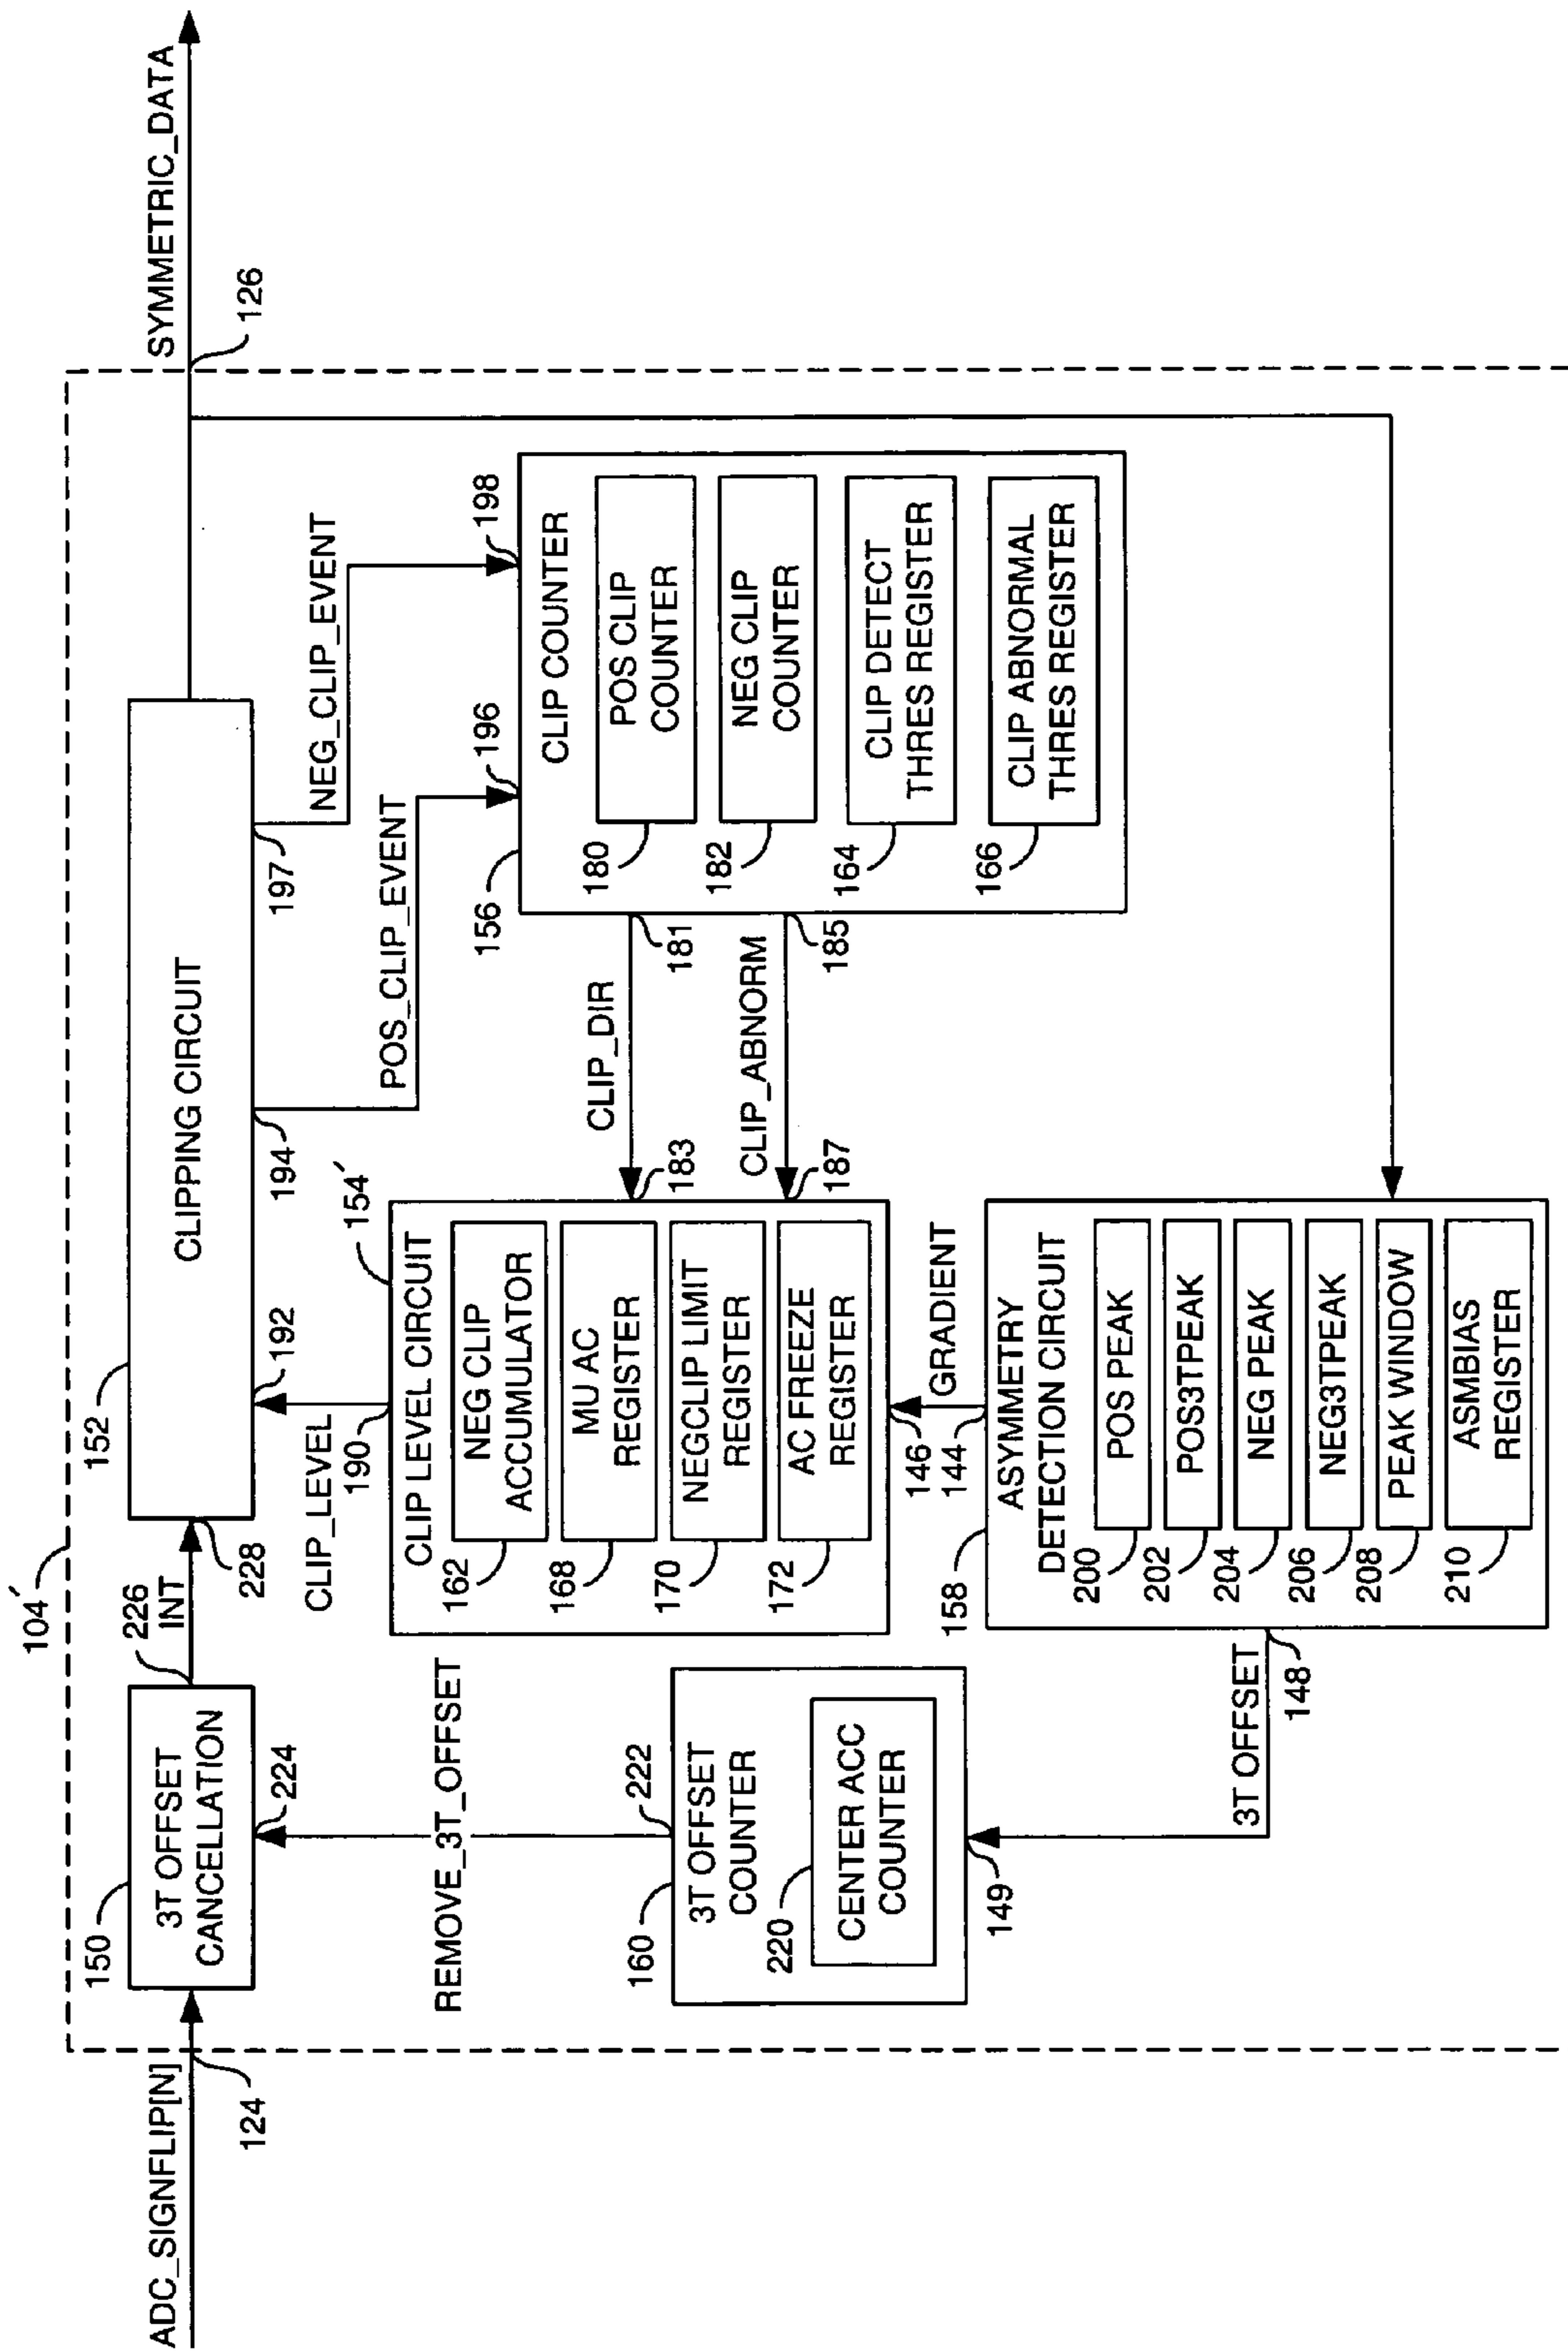 104'
ADC_SIGNFLIP[N]
124
150
3T OFFSET
CANCELLATION
224
226
INT
228
152
CLIPPING CIRCUIT
192
194
197
126
SYMMETRIC_DATA
CLIP_LEVEL
190
POS_CLIP_EVENT
NEG_CLIP_EVENT
REMOVE_3T_OFFSET
154'
CLIP LEVEL CIRCUIT
162
NEG CLIP
ACCUMULATOR
168
MU AC
REGISTER
170
NEGCLIP LIMIT
REGISTER
172
AC FREEZE
REGISTER
183
187
CLIP_DIR
CLIP_ABNORM
181
185
156
196
198
CLIP COUNTER
180
POS CLIP
COUNTER
182
NEG CLIP
COUNTER
164
CLIP DETECT
THRES REGISTER
166
CLIP ABNORMAL
THRES REGISTER
160
222
3T OFFSET
COUNTER
220
CENTER ACC
COUNTER
149
3T OFFSET
148
146
144
GRADIENT
158
ASYMMETRY
DETECTION CIRCUIT
200
POS PEAK
202
POS3TPEAK
204
NEG PEAK
206
NEG3TPEAK
208
PEAK WINDOW
210
ASMBIAS
REGISTER